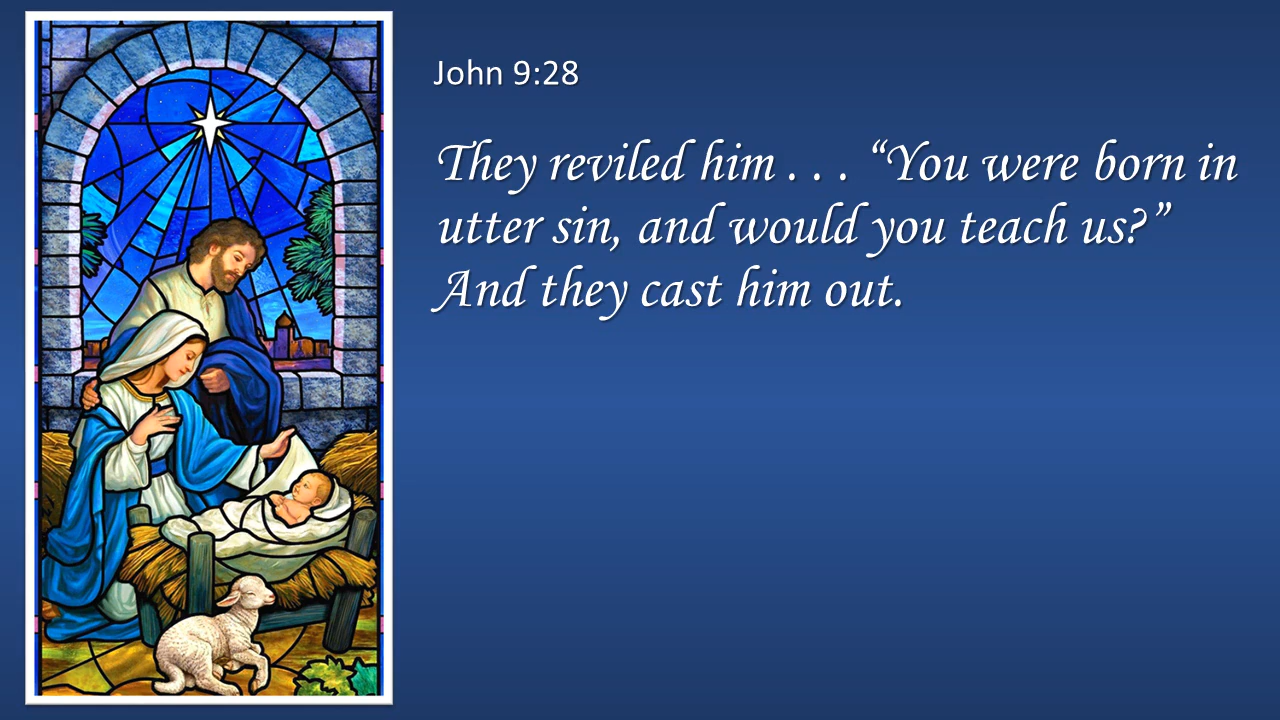 John 9:28
They reviled him . . . “You were born in
utter sin, and would you teach us?”
And they cast him out.